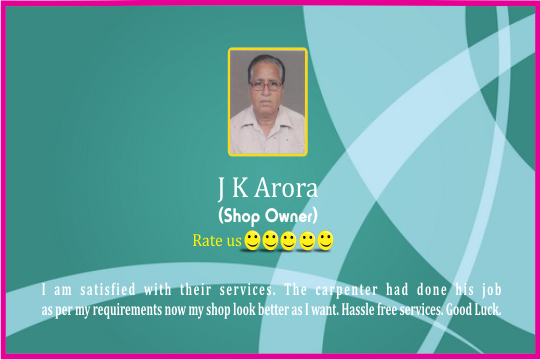 J K Arora
(Shop Owner)
Rate us
I am satisfied with their services. The carpenter had done his job
as per my requirements now my shop look better as I want. Hassle free services. Good Luck.